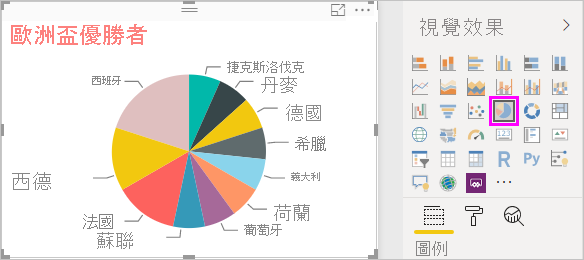 歐洲盃優勝者
視覺效果
捷克斯洛伐克
丹麥
德國
希臘
義大利
荷蘭
葡萄牙
蘇聯
法國
西德
西班牙
123
R
Py
圖例